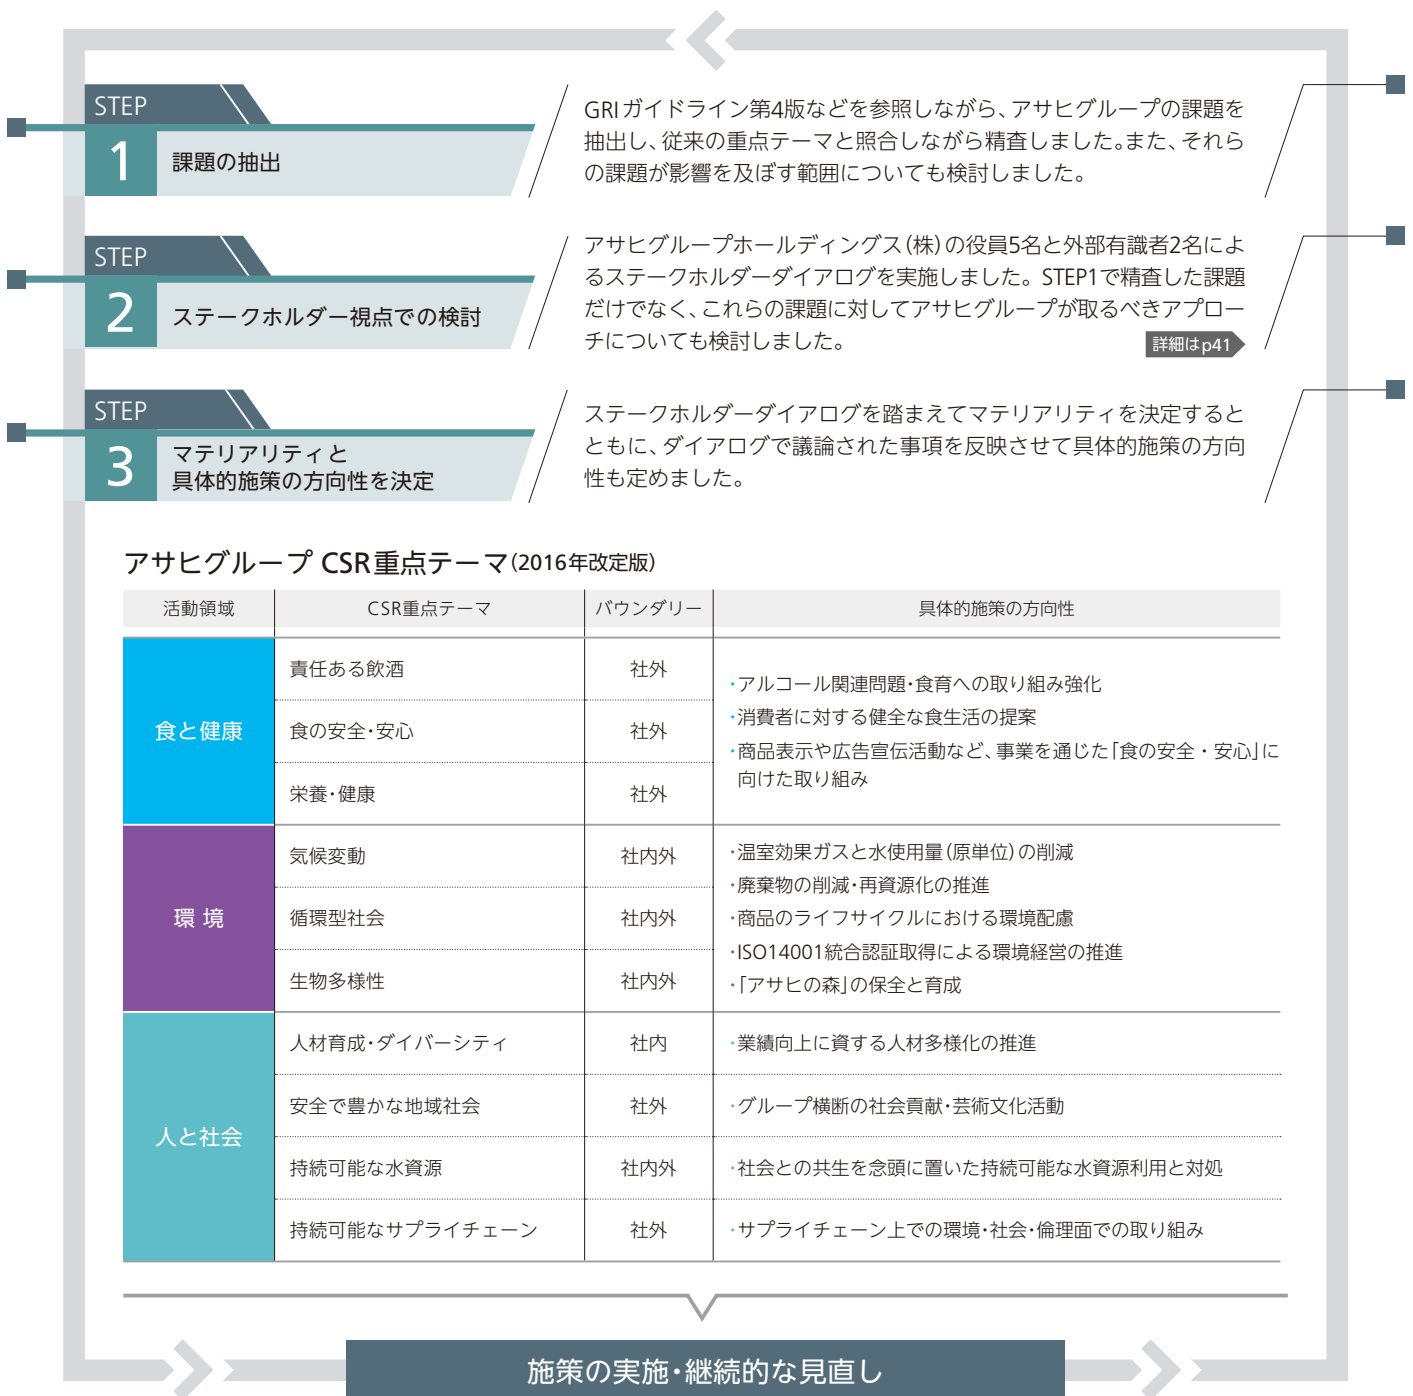 STEP
1
課題の抽出
GRIガイドライン第4版などを参照しながら、アサヒグループの課題を
抽出し、従来の重点テーマと照合しながら精査しました。また、それら
の課題が影響を及ぼす範囲についても検討しました。
STEP
2
ステークホルダー視点での検討
アサヒグループホールディングス(株)の役員5名と外部有識者2名によ
るステークホルダーダイアログを実施しました。STEP1で精査した課題
だけでなく、これらの課題に対してアサヒグループが取るべきアプロー
チについても検討しました。
詳細はp41
STEP
3
マテリアリティと
具体的施策の方向性を決定
ステークホルダーダイアログを踏まえてマテリアリティを決定すると
ともに、ダイアログで議論された事項を反映させて具体的施策の方向
性も定めました。
アサヒグループ CSR重点テーマ(2016年改定版)
活動領域 CSR重点テーマ バウンダリー 具体的施策の方向性
食と健康
責任ある飲酒 社外
食の安全・安心 社外
栄養・健康 社外
・アルコール関連問題・食育への取り組み強化
・消費者に対する健全な食生活の提案
・商品表示や広告宣伝活動など、事業を通じた「食の安全・安心」に
向けた取り組み
環境
気候変動 社内外
循環型社会 社内外
生物多様性 社内外
・温室効果ガスと水使用量(原単位)の削減
・廃棄物の削減・再資源化の推進
・商品のライフサイクルにおける環境配慮
・ISO14001統合認証取得による環境経営の推進
・「アサヒの森」の保全と育成
人と社会
人材育成・ダイバーシティ 社内 ・業績向上に資する人材多様化の推進
安全で豊かな地域社会 社外 ・グループ横断の社会貢献・芸術文化活動
持続可能な水資源 社内外 ・社会との共生を念頭に置いた持続可能な水資源利用と対処
持続可能なサプライチェーン 社外 ・サプライチェーン上での環境・社会・倫理面での取り組み
施策の実施・継続的な見直し